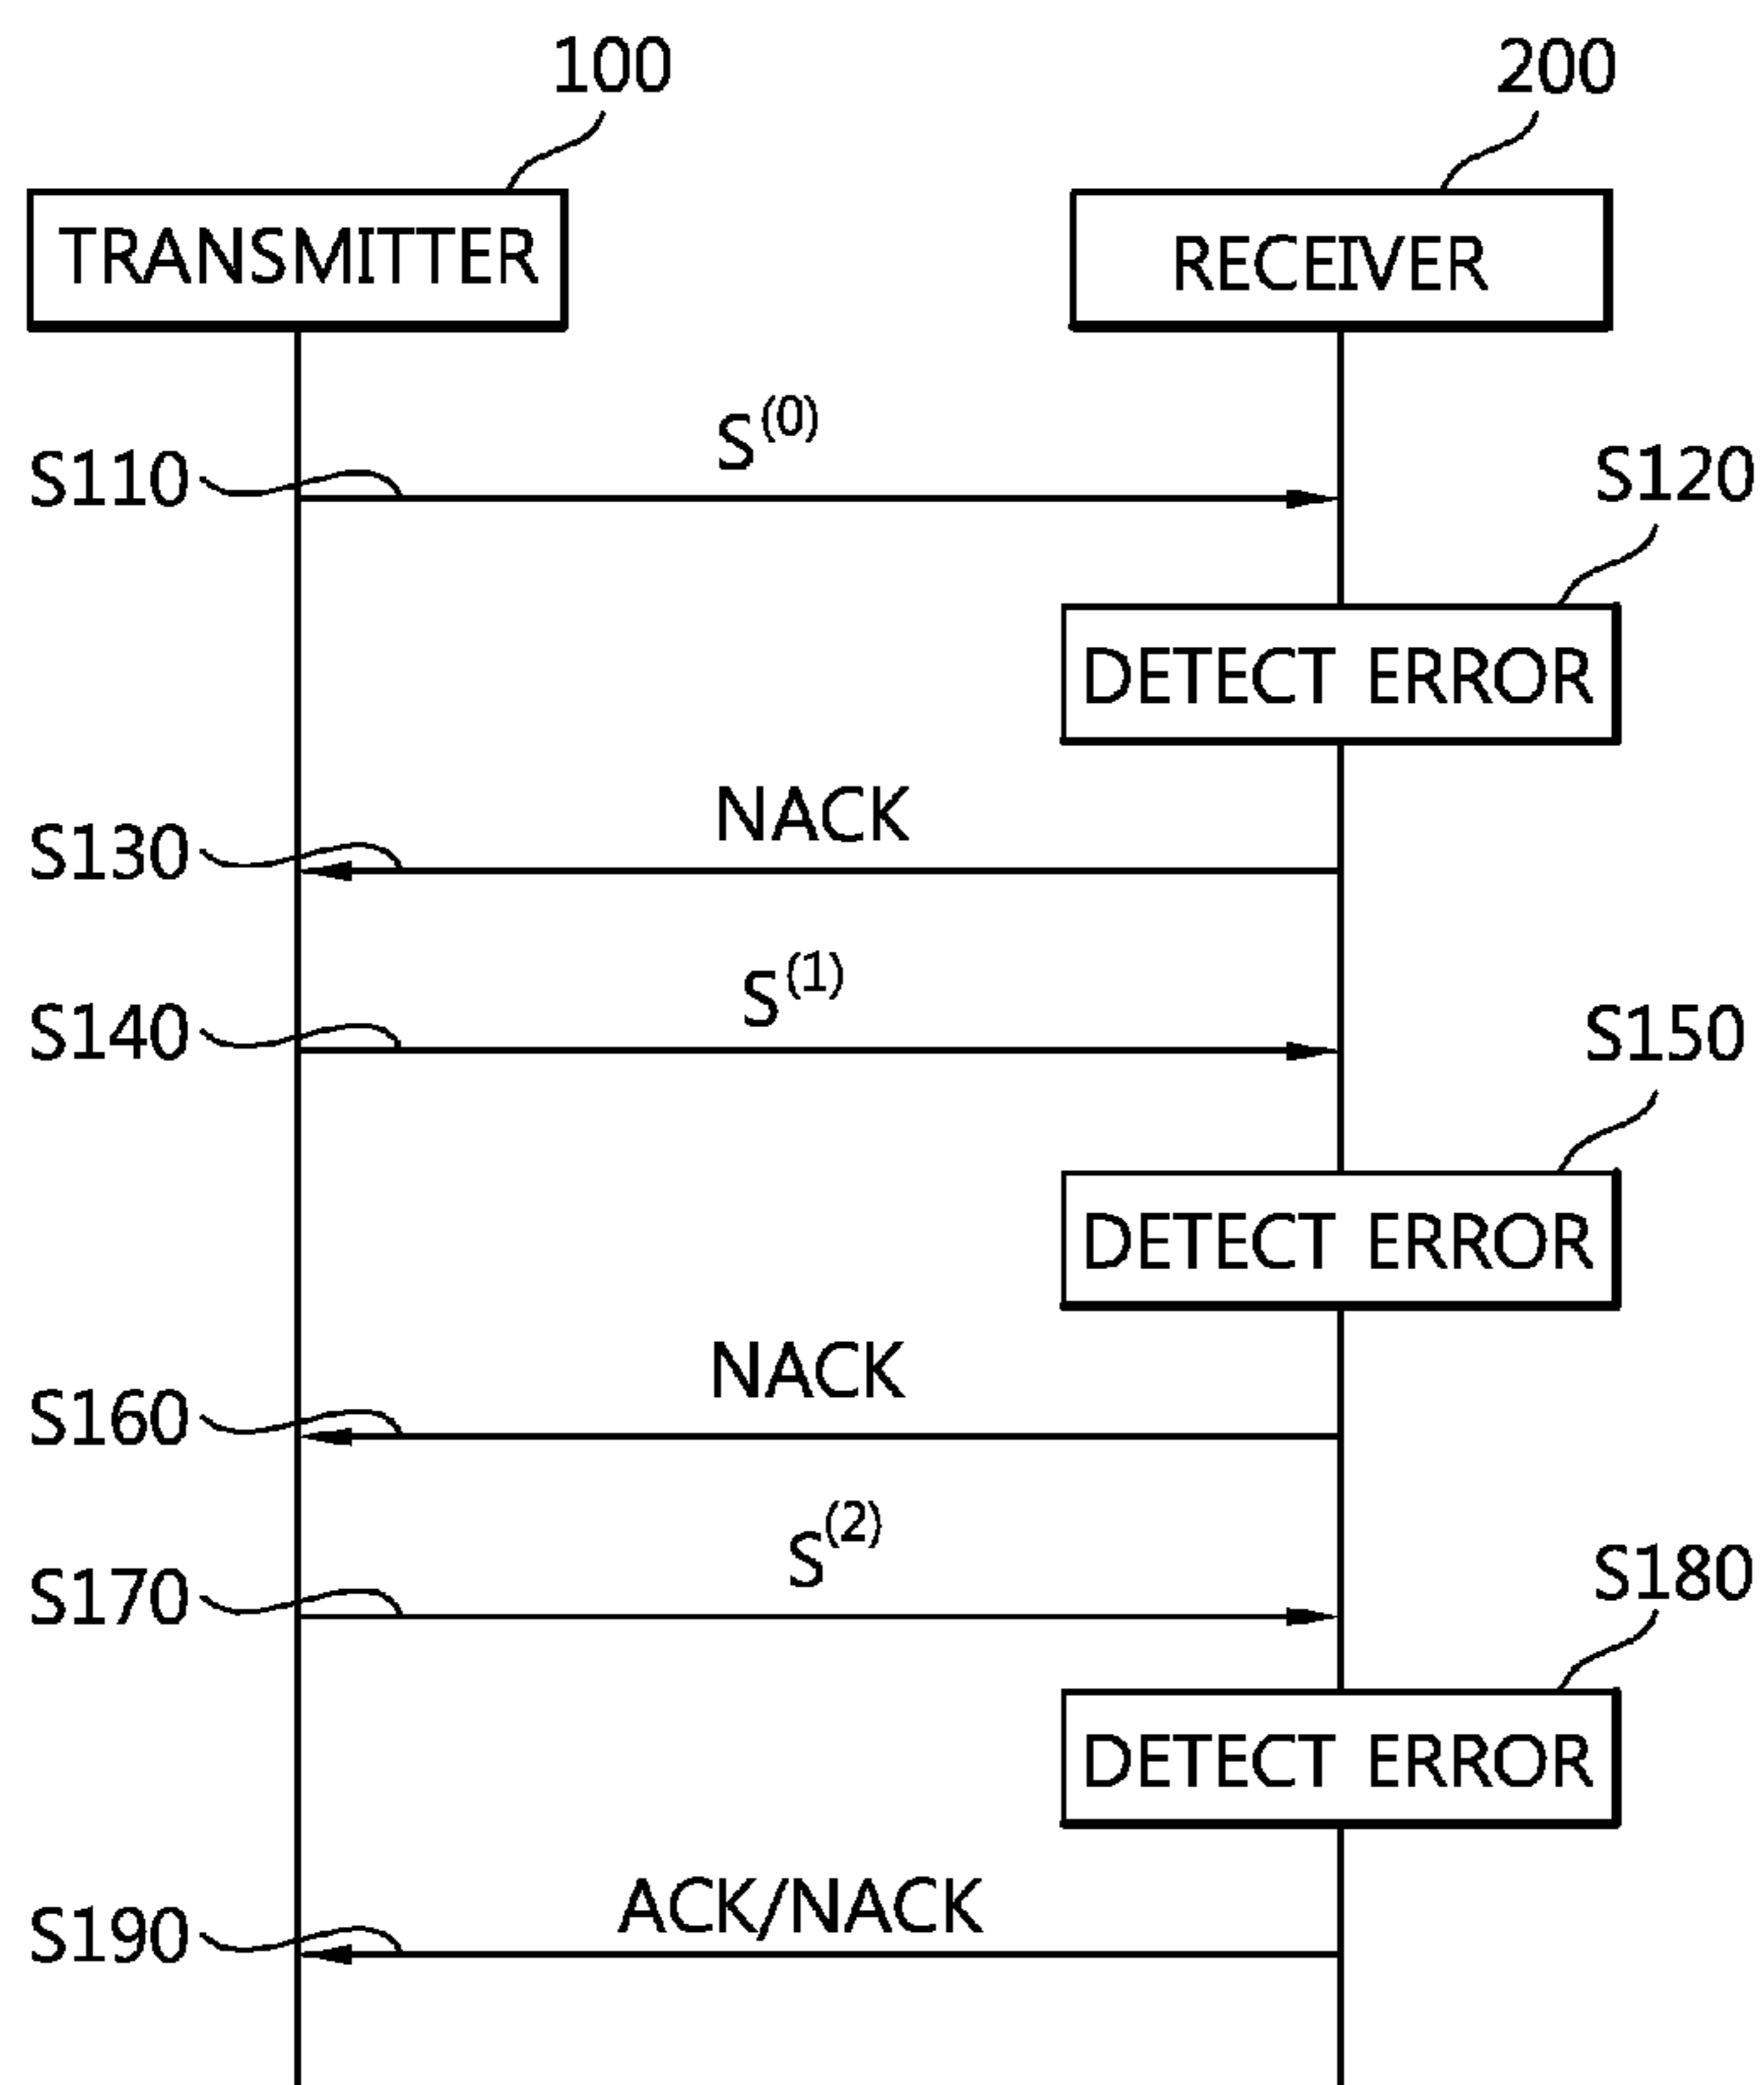 100
200
TRANSMITTER
RECEIVER
S(0)
S110
S120
DETECT ERROR
NACK
S130
S(1)
S140
S150
DETECT ERROR
NACK
S160
S(2)
S170
S180
DETECT ERROR
ACK/NACK
S190